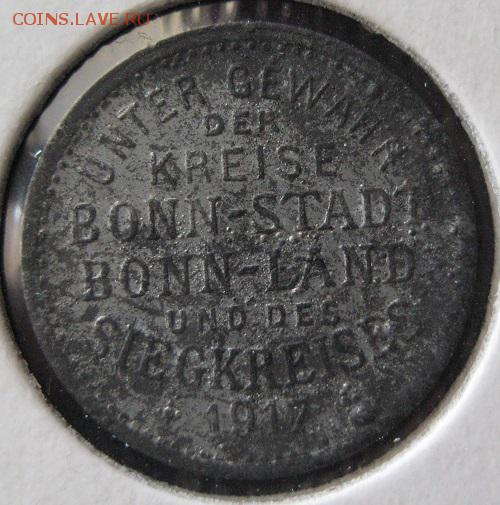 COINS.LAVE.RU
UNTER GEWÄHR
DER
KREISE
BONN-STADT
BONN-LAND
UND DES
SIEGKREISES
1917